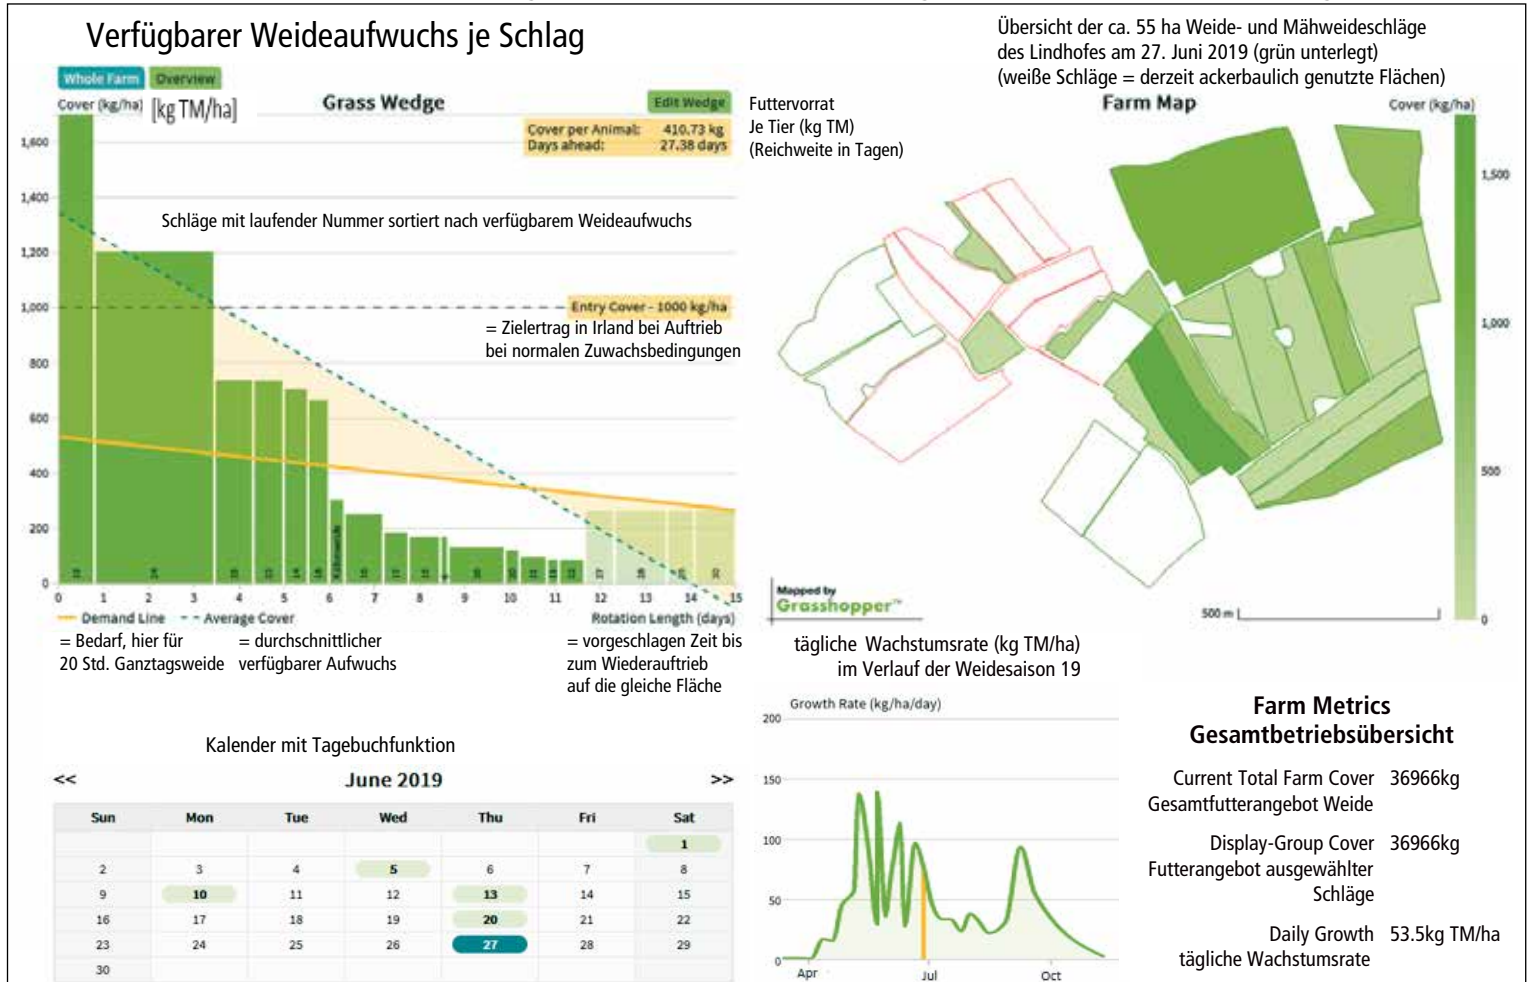 Verfügbarer Weideaufwuchs je Schlag
Übersicht der ca. 55 ha Weide- und Mähweideschläge
des Lindhofes am 27. Juni 2019 (grün unterlegt)
(weiße Schläge = derzeit ackerbaulich genutzte Flächen)
Whole Farm Overview
Cover (kg/ha) [kg TM/ha]
Grass Wedge
Edit Wedge
Cover per Animal: 410.73 kg
Days ahead: 27.38 days
Futtervorrat
Je Tier (kg TM)
(Reichweite in Tagen)
Schläge mit laufender Nummer sortiert nach verfügbarem Weideaufwuchs
Entry Cover - 1000 kg/ha
= Zielertrag in Irland bei Auftrieb
bei normalen Zuwachsbedingungen
1,600
1,400
1,200
1,000
800
600
400
200
0
0 1 2 3 4 5 6 7 8 9 10 11 12 13 14 15
Demand Line Average Cover
Rotation Length (days)
= Bedarf, hier für
20 Std. Ganztagsweide
= durchschnittlicher
verfügbarer Aufwuchs
= vorgeschlagen Zeit bis
zum Wiederauftrieb
auf die gleiche Fläche
Farm Map
Cover (kg/ha)
1,500
1,000
500
0
Mapped by
Grasshopper™
500 m
Kalender mit Tagebuchfunktion
<< June 2019 >>
Sun Mon Tue Wed Thu Fri Sat
1
2 3 4 5 6 7 8
9 10 11 12 13 14 15
16 17 18 19 20 21 22
23 24 25 26 27 28 29
30
tägliche Wachstumsrate (kg TM/ha)
im Verlauf der Weidesaison 19
Growth Rate (kg/ha/day)
200
150
100
50
0
Apr Jul Oct
Farm Metrics
Gesamtbetriebsübersicht
Current Total Farm Cover 36966kg
Gesamtfutterangebot Weide
Display-Group Cover 36966kg
Futterangebot ausgewählter
Schläge
Daily Growth 53.5kg TM/ha
tägliche Wachstumsrate